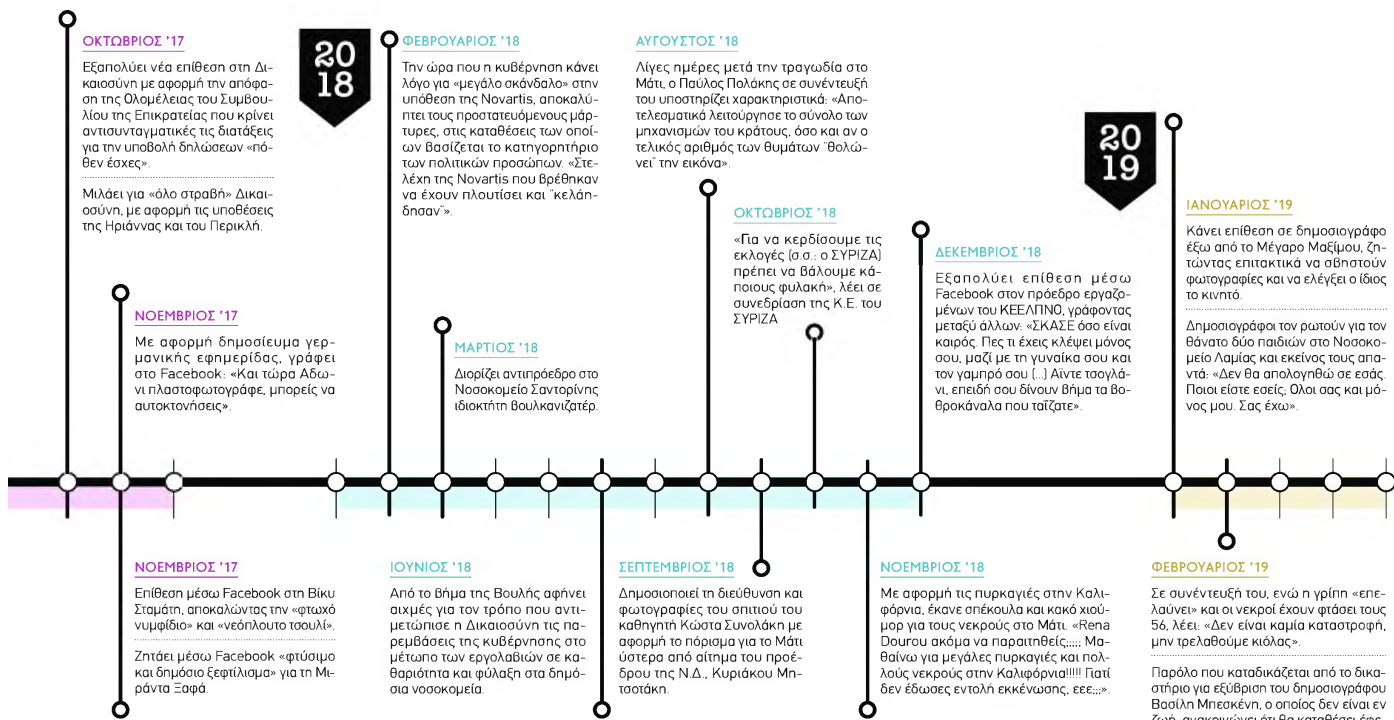 ΟΚΤΩΒΡΙΟΣ '17
Εξαπολύει νέα επίθεση στη Δι-
καιοσύνη με αφορμή την απόφα-
ση της Ολομέλειας του Συμβου-
λίου της Επικρατείας που κρίνει
αντισυνταγματικές τις διατάξεις
για την υποβολή δηλώσεων «πό-
θεν έσχες».
Μιλάει για «όλο στραβή» Δικαι-
οσύνη, με αφορμή τις υποθέσεις
της Ηριάννας και του Περικλή.
ΝΟΕΜΒΡΙΟΣ '17
Με αφορμή δημοσίευμα γερ-
μανικής εφημερίδας, γράφει
στο Facebook: «Και τώρα Αδω-
νι πλαστοφωτογράφε, μπορείς να
αυτοκτονήσεις».
ΝΟΕΜΒΡΙΟΣ '17
Επίθεση μέσω Facebook στη Βίκυ
Σταμάτη, αποκαλώντας την «φτωχό
νυμφίδιο» και «νεόπλουτο τσουλί».
Ζητάει μέσω Facebook «φτύσιμο
και δημόσιο ξεφτίλισμα» για τη Μι-
ράντα Ξαφά.
20
18
ΦΕΒΡΟΥΑΡΙΟΣ '18
Την ώρα που η κυβέρνηση κάνει
λόγο για «μεγάλο σκάνδαλο» στην
υπόθεση της Novartis, αποκαλύ-
πτει τους προστατευόμενους μάρ-
τυρες, στις καταθέσεις των οποί-
ων βασίζεται το κατηγορητήριο
των πολιτικών προσώπων. «Στε-
λέχη της Novartis που βρέθηκαν
να έχουν πλουτίσει και "κελάη-
δησαν"».
ΜΑΡΤΙΟΣ '18
Διορίζει αντιπρόεδρο στο
Νοσοκομείο Σαντορίνης
ιδιοκτήτη βουλκανιζατέρ.
ΙΟΥΝΙΟΣ '18
Από το βήμα της Βουλής αφήνει
αιχμές για τον τρόπο που αντι-
μετώπισε η Δικαιοσύνη τις πα-
ρεμβάσεις της κυβέρνησης στο
μέτωπο των εργολαβιών σε κα-
θαριότητα και φύλαξη στα δημό-
σια νοσοκομεία.
ΑΥΓΟΥΣΤΟΣ '18
Λίγες ημέρες μετά την τραγωδία στο
Μάτι, ο Παύλος Πολάκης σε συνέντευξή
του υποστηρίζει χαρακτηριστικά: «Απο-
τελεσματικά λειτούργησε το σύνολο των
μηχανισμών του κράτους, όσο και αν ο
τελικός αριθμός των θυμάτων "θολώ-
νει" την εικόνα».
ΣΕΠΤΕΜΒΡΙΟΣ '18
Δημοσιοποιεί τη διεύθυνση και
φωτογραφίες του σπιτιού του
καθηγητή Κώστα Συνολάκη με
αφορμή το πόρισμα για το Μάτι
ύστερα από αίτημα του προέ-
δρου της Ν.Δ., Κυριάκου Μη-
τσοτάκη.
ΟΚΤΩΒΡΙΟΣ '18
«Για να κερδίσουμε τις
εκλογές (σ.σ.: ο ΣΥΡΙΖΑ)
πρέπει να βάλουμε κά-
ποιους φυλακή», λέει σε
συνεδρίαση της Κ.Ε. του
ΣΥΡΙΖΑ
ΝΟΕΜΒΡΙΟΣ '18
Με αφορμή τις πυρκαγιές στην Καλι-
φόρνια, έκανε σπέκουλα και κακό χιού-
μορ για τους νεκρούς στο Μάτι. «Rena
Dourou ακόμα να παραιτηθείς;;;;; Μα-
θαίνω για μεγάλες πυρκαγιές και πολ-
λούς νεκρούς στην Καλιφόρνια!!!!! Γιατί
δεν έδωσες εντολή εκκένωσης, εεε;;».
ΔΕΚΕΜΒΡΙΟΣ '18
Εξαπολύει επίθεση μέσω
Facebook στον πρόεδρο εργαζο-
μένων του ΚΕΕΛΠΝΟ, γράφοντας
μεταξύ άλλων: «ΣΚΑΣΕ όσο είναι
καιρός. Πες τι έχεις κλέψει μόνος
σου, μαζί με τη γυναίκα σου και
τον γαμπρό σου (...) Αϊντε τσογλά-
νι, επειδή σου δίνουν βήμα τα βο-
θροκάναλα που ταΐζατε».
20
19
ΙΑΝΟΥΑΡΙΟΣ '19
Κάνει επίθεση σε δημοσιογράφο
έξω από το Μέγαρο Μαξίμου, ζη-
τώντας επιτακτικά να σβηστούν
φωτογραφίες και να ελέγξει ο ίδιος
το κινητό.
Δημοσιογράφοι τον ρωτούν για τον
θάνατο δύο παιδιών στο Νοσοκο-
μείο Λαμίας και εκείνος τους απα-
ντά: «Δεν θα απολογηθώ σε εσάς.
Ποιοι είστε εσείς; Ολοι σας και μό-
νος μου. Σας έχω».
ΦΕΒΡΟΥΑΡΙΟΣ '19
Σε συνέντευξή του, ενώ η γρίπη «επε-
λαύνει» και οι νεκροί έχουν φτάσει τους
56, λέει: «Δεν είναι καμία καταστροφή,
μην τρελαθούμε κιόλας».
Παρόλο που καταδικάζεται από το δικα-
στήριο για εξύβριση του δημοσιογράφου
Βασίλη Μπεσκένη, ο οποίος δεν είναι εν
ζωή, ανακοινώνει ότι θα καταθέσει έφε-